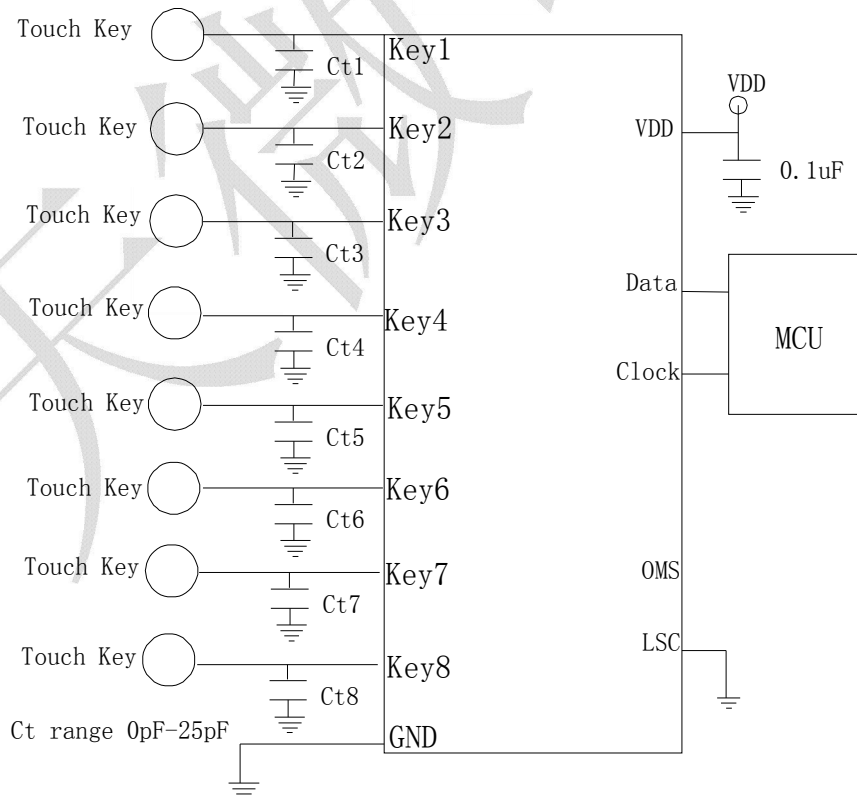 Touch Key
Key1
Ct1
VDD
Touch Key
Key2
VDD
Ct2
0.1uF
Touch Key
Key3
Ct3
Data
Touch Key
Key4
MCU
Ct4
Clock
Touch Key
Key5
Ct5
Touch Key
Key6
Ct6
Touch Key
Key7
OMS
Ct7
LSC
Touch Key
Key8
Ct8
Ct range 0pF-25pF
GND